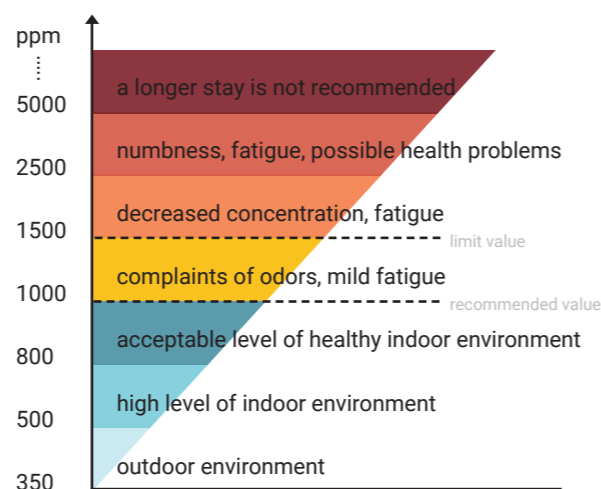 ppm
a longer stay is not recommended
5000
numbness, fatigue, possible health problems
2500
decreased concentration, fatigue
1500
limit value
complaints of odors, mild fatigue
1000
recommended value
acceptable level of healthy indoor environment
800
high level of indoor environment
500
outdoor environment
350